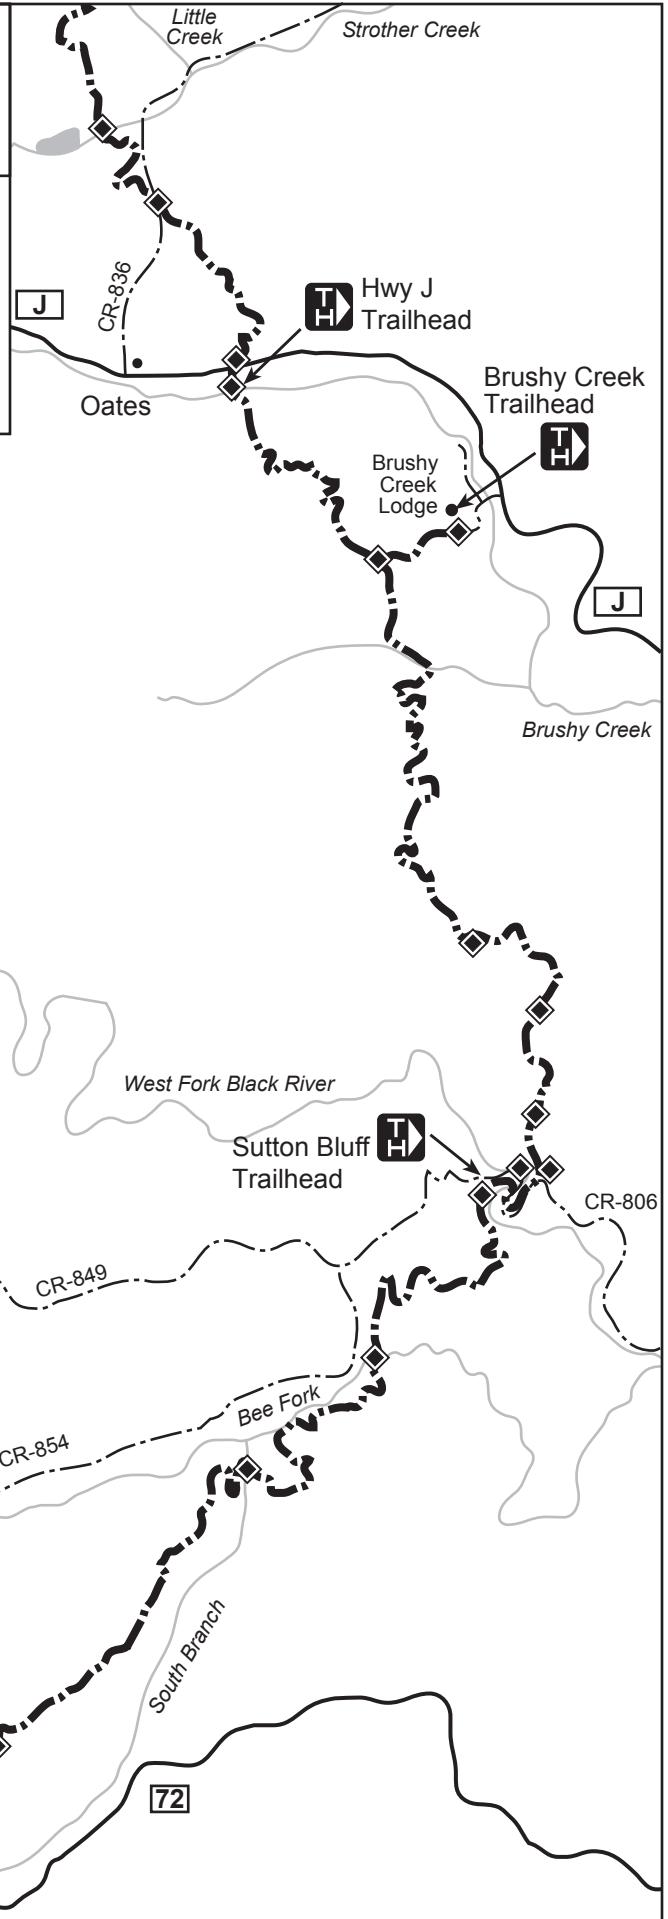 Little
Creek
Strother Creek
CR-836
J
TH
Hwy J
Trailhead
Oates
Brushy Creek
Trailhead
TH
Brushy
Creek
Lodge
J
Brushy Creek
West Fork Black River
Sutton Bluff
Trailhead
TH
CR-806
CR-849
Bee Fork
CR-854
South Branch
72